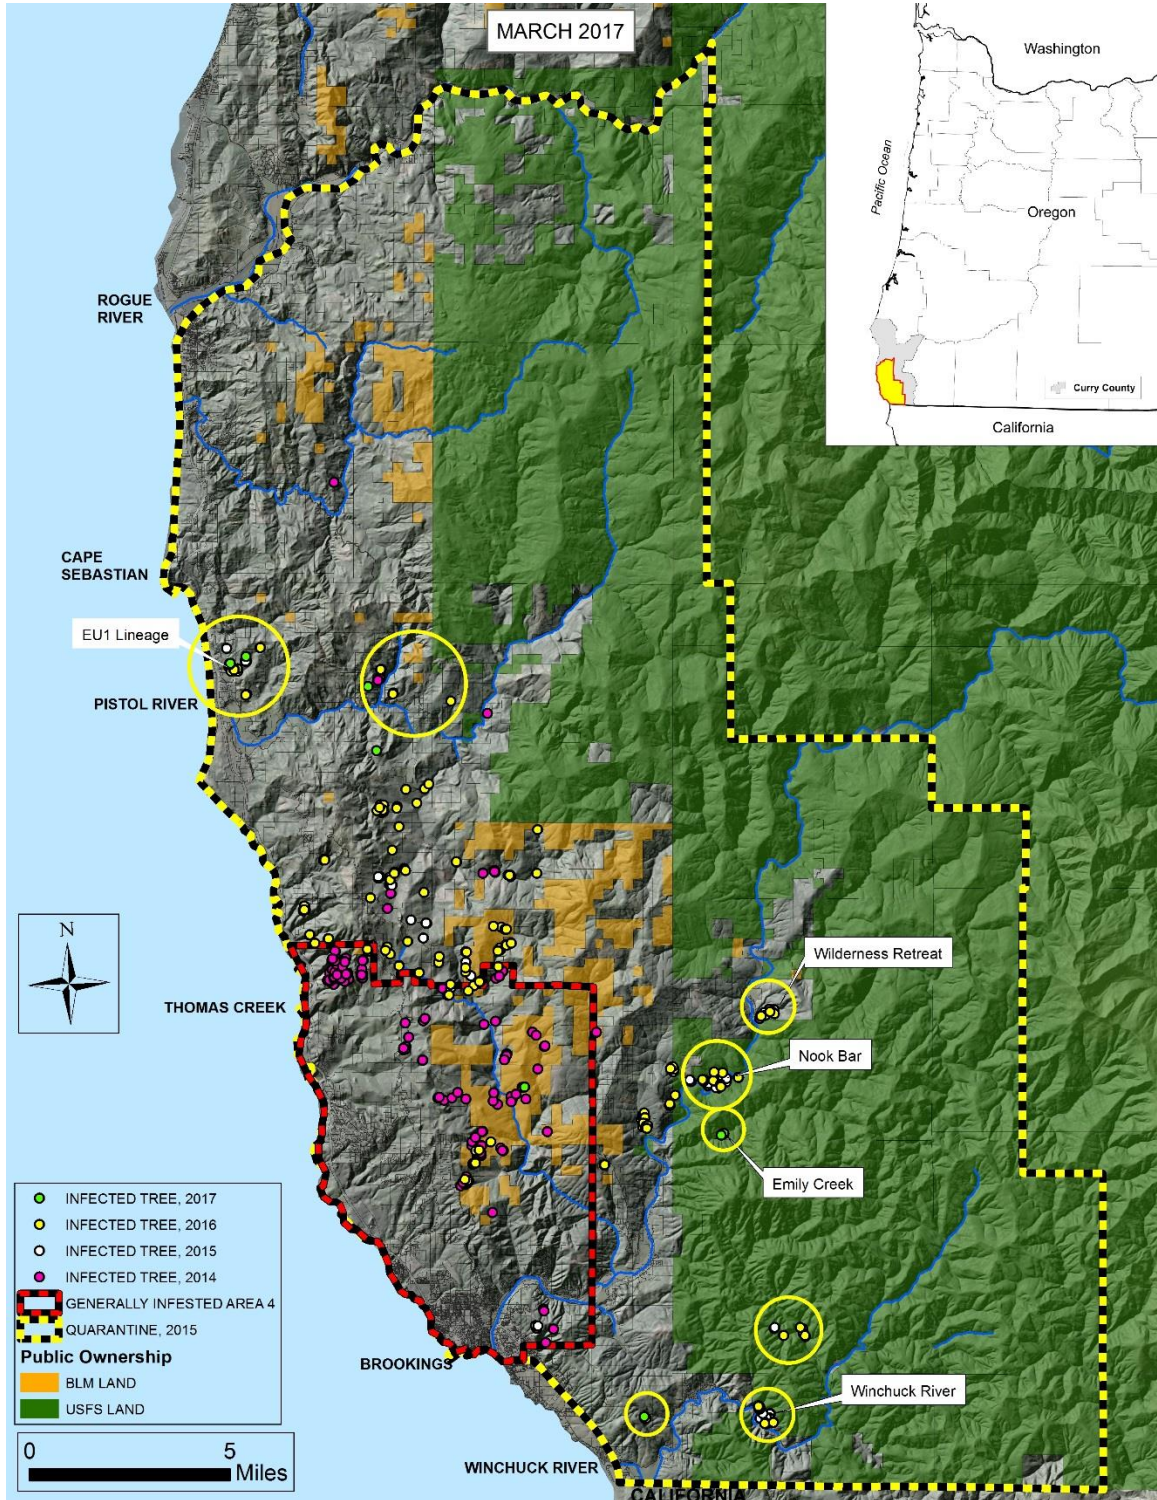 MARCH 2017
Washington
Pacific Ocean
Oregon
Curry County
California
ROGUE
RIVER
CAPE
SEBASTIAN
EU1 Lineage
PISTOL RIVER
N
Wilderness Retreat
THOMAS CREEK
Nook Bar
Emily Creek
INFECTED TREE, 2017
INFECTED TREE, 2016
INFECTED TREE, 2015
INFECTED TREE, 2014
GENERALLY INFESTED AREA 4
QUARANTINE, 2015
Public Ownership
BLM LAND
USFS LAND
BROOKINGS
Winchuck River
0 5
Miles
WINCHUCK RIVER
CALIFORNIA